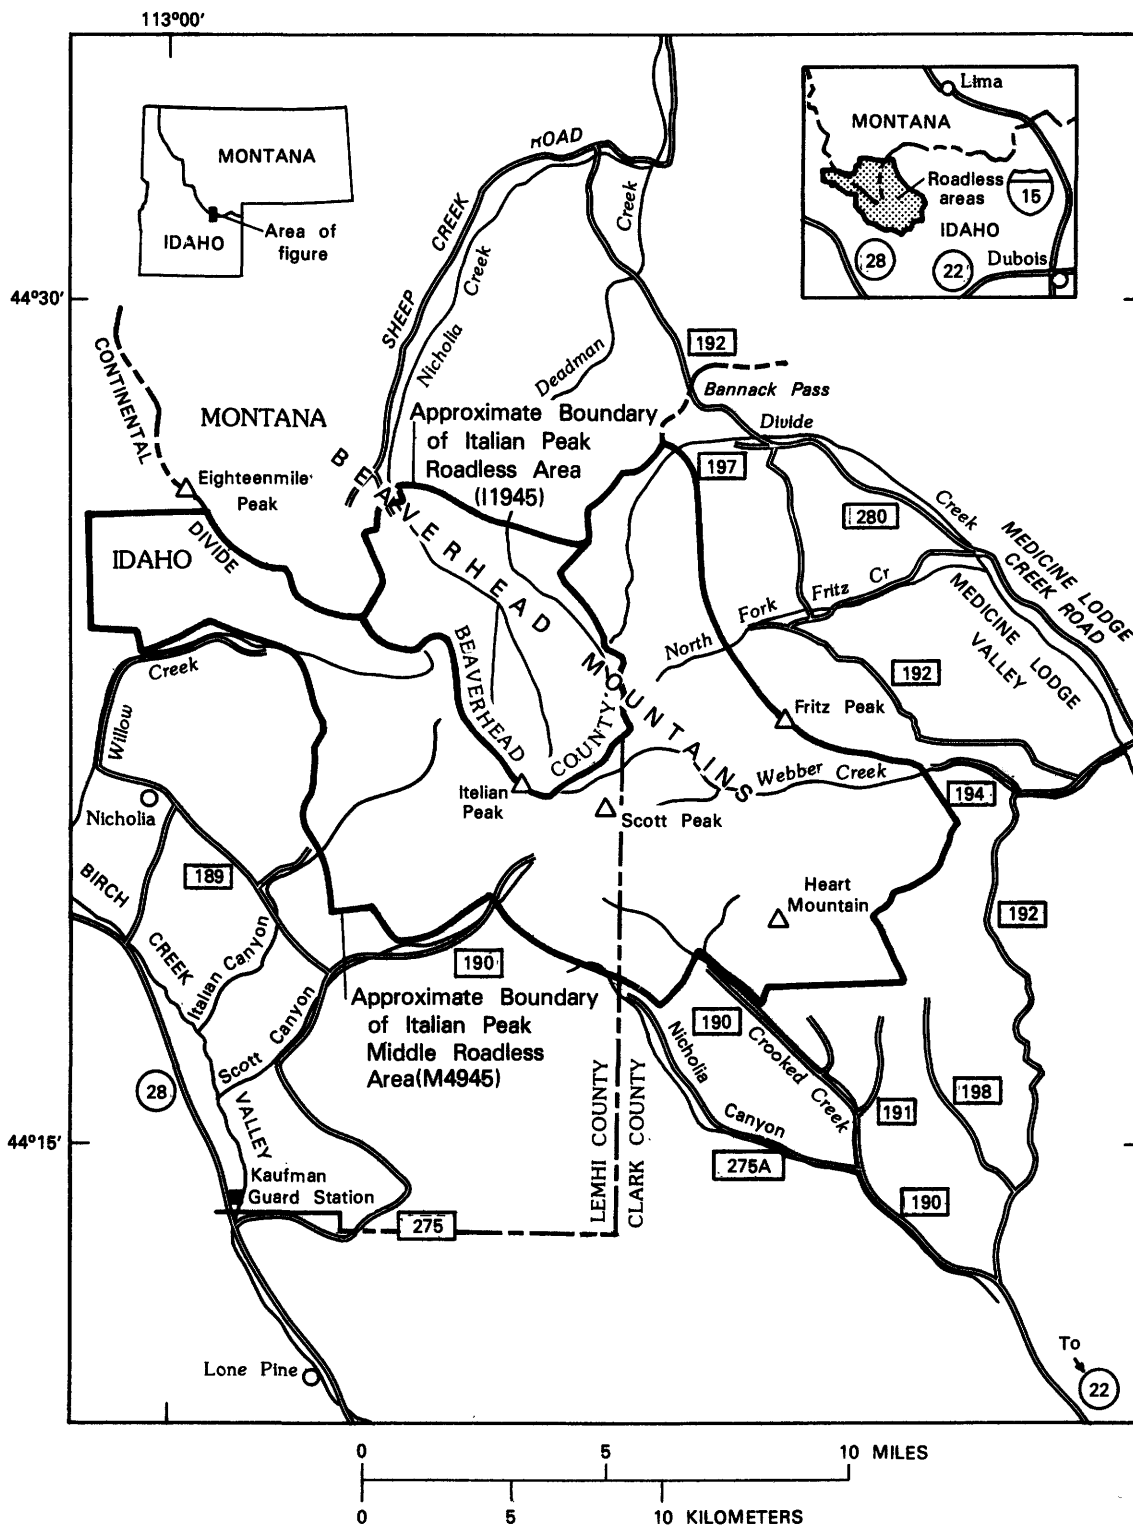 113°00'
MONTANA
IDAHO
Area of
figure
Lima
MONTANA
Roadless
areas
15
IDAHO
28
22
Dubois
ROAD
CREEK
SHEEP
Creek
Nicholia
Creek
Deadman
44°30'
CONTINENTAL
DIVIDE
MONTANA
192
Bannack Pass
Divide
Creek
Approximate Boundary
of Italian Peak
Roadless Area
(I1945)
197
280
Eighteenmile
Peak
IDAHO
BEAVERHEAD MOUNTAINS
MEDICINE LODGE
CREEK ROAD
MEDICINE LODGE
VALLEY
North Fork Fritz Cr
192
BEAVERHEAD
COUNTY
Creek
Willow
Fritz Peak
Itelian
Peak
Scott Peak
Webber Creek
194
Nicholia
189
BIRCH
CREEK
VALLEY
Heart
Mountain
192
Italian Canyon
190
Scott Canyon
Approximate Boundary
of Italian Peak
Middle Roadless
Area(M4945)
190
Crooked Creek
Nicholia
Canyon
28
LEMHI COUNTY
CLARK COUNTY
191
198
44°15'
275A
Kaufman
Guard Station
275
190
Lone Pine
To
22
0 5 10 MILES
0 5 10 KILOMETERS